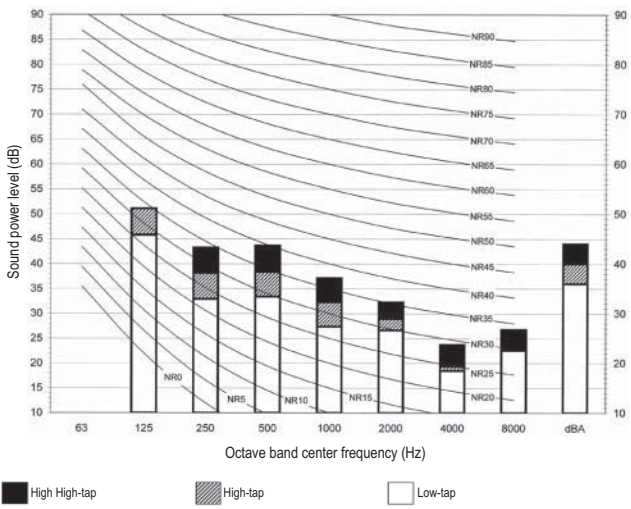 90
85
80
75
70
65
60
55
50
45
40
35
30
25
20
15
10
Sound power level (dB)
NR90
NR85
NR80
NR75
NR70
NR65
NR60
NR55
NR50
NR45
NR40
NR35
NR30
NR25
NR20
NR15
NR10
NR5
NR0
90
80
70
60
50
40
30
20
10
63 125 250 500 1000 2000 4000 8000 dBA
Octave band center frequency (Hz)
High High-tap High-tap Low-tap